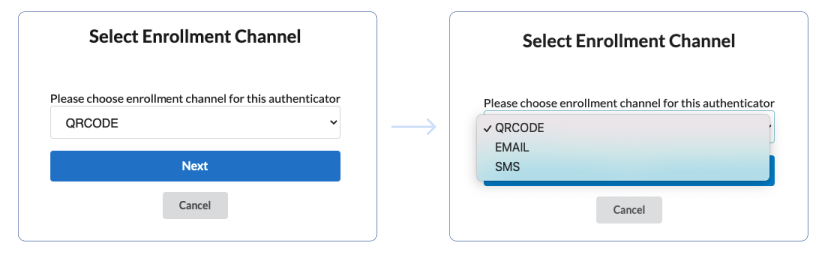 Select Enrollment Channel
Please choose enrollment channel for this authenticator
QRCODE
Next
Cancel
Select Enrollment Channel
Please choose enrollment channel for this authenticator
✓ QRCODE
EMAIL
SMS
Cancel